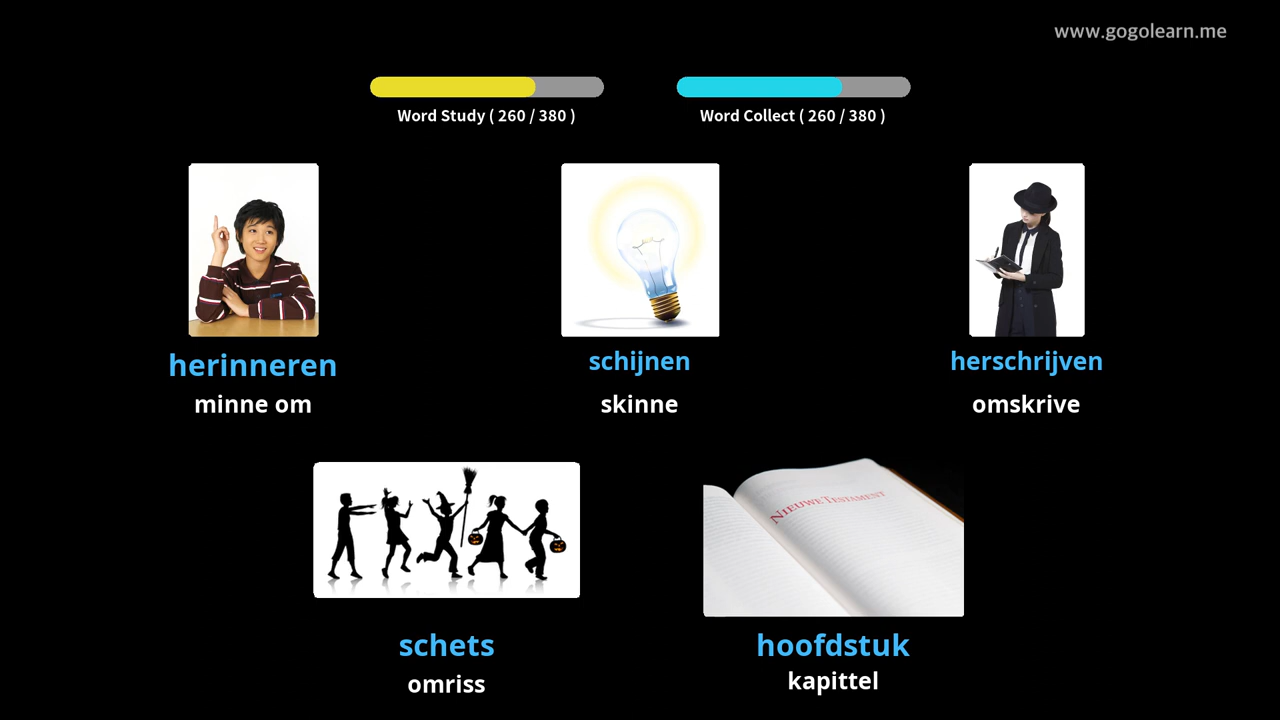 www.gogolearn.me
Word Study ( 260 / 380 )
Word Collect ( 260 / 380 )
herinneren
minne om
schijnen
skinne
herschrijven
omskrive
NIEUWE TESTAMENT
schets
omriss
hoofdstuk
kapittel